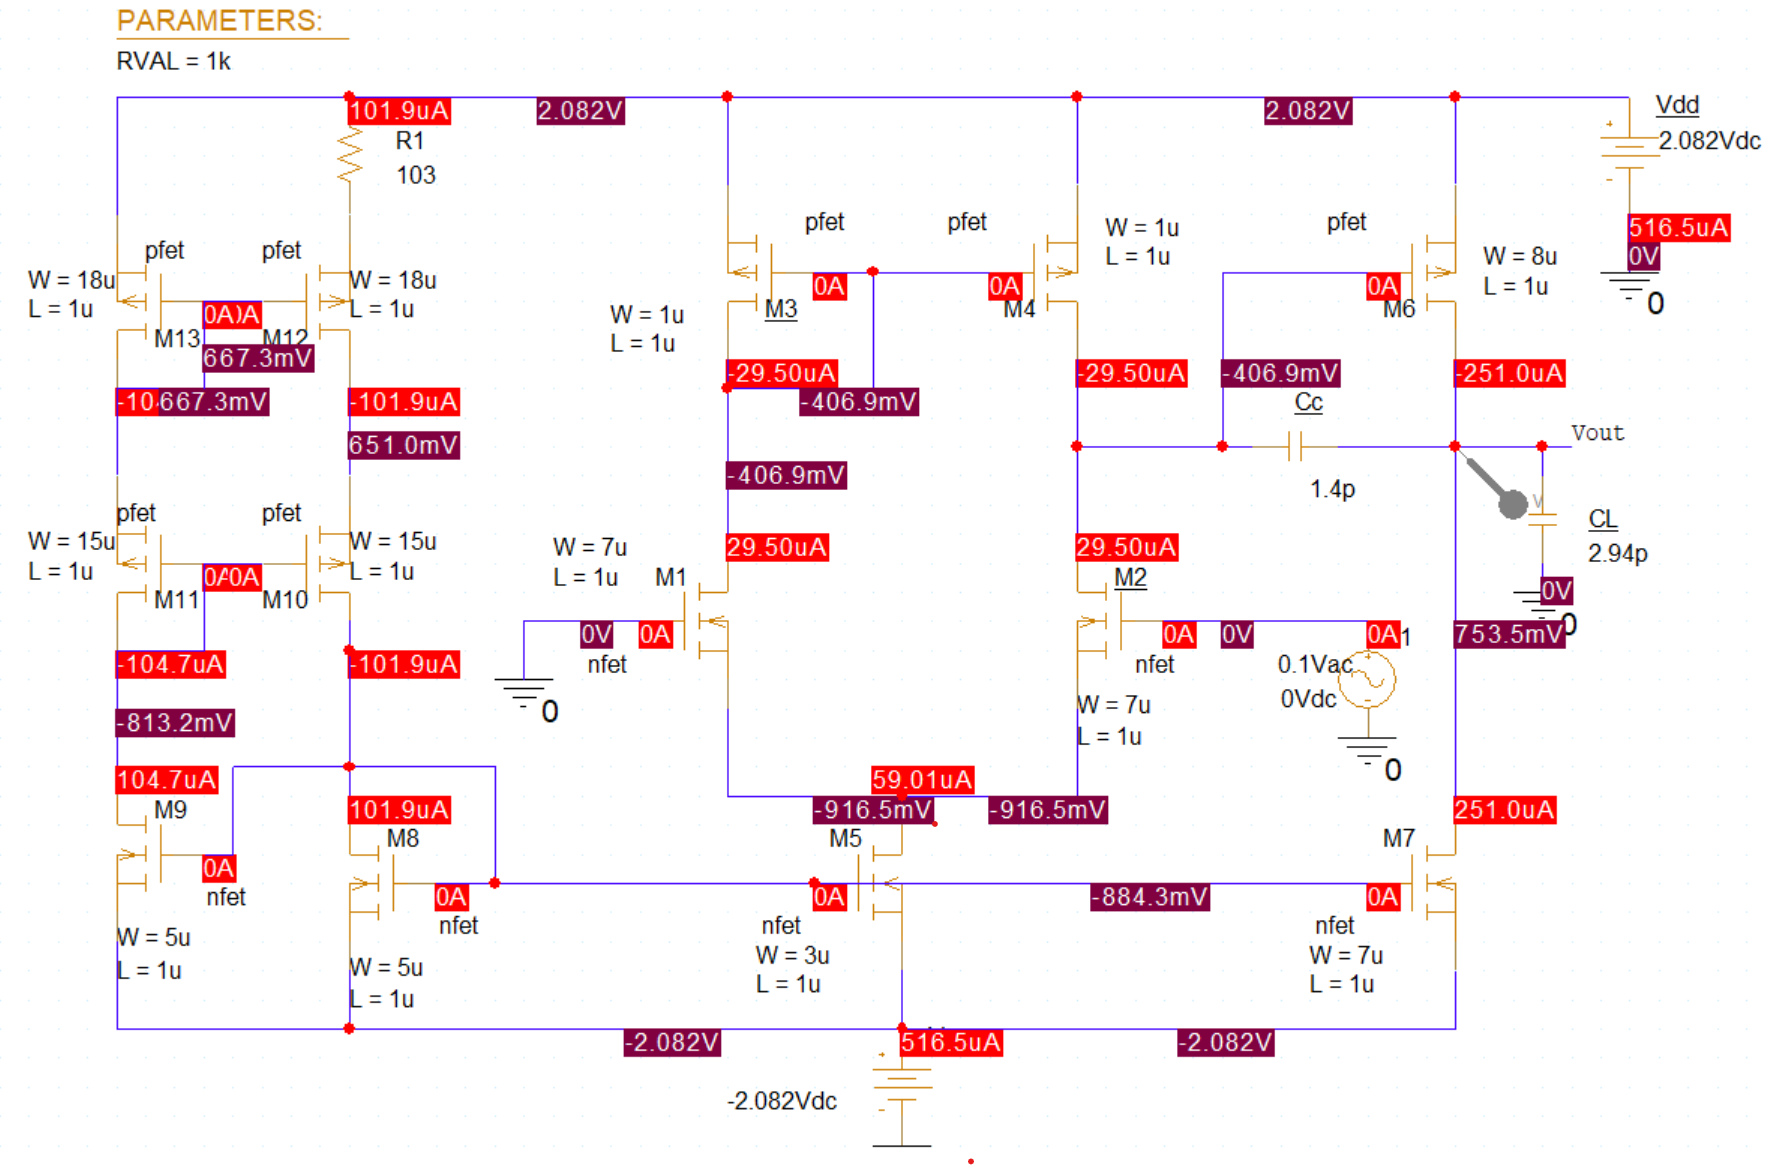 PARAMETERS:
RVAL = 1k
101.9uA
2.082V
2.082V
Vdd
2.082Vdc
R1
103
516.5uA
0V
0
pfet
pfet
W = 18u
L = 1u
W = 18u
L = 1u
0A
0A
M13
M12
667.3mV
667.3mV
-101.9uA
651.0mV
pfet
pfet
W = 1u
L = 1u
pfet
W = 8u
L = 1u
0A
0A
0A
M3
M4
M6
W = 1u
L = 1u
-29.50uA
-406.9mV
-29.50uA
-406.9mV
-251.0uA
Cc
Vout
-406.9mV
1.4p
V
CL
2.94p
0V
0
pfet
pfet
W = 15u
L = 1u
W = 15u
L = 1u
0A
0A
M11
M10
-104.7uA
-101.9uA
-813.2mV
W = 7u
L = 1u
29.50uA
M1
0V
0A
nfet
0
29.50uA
M2
0A
0V
0A
1
nfet
0.1Vac
0Vdc
W = 7u
L = 1u
0
753.5mV
104.7uA
M9
101.9uA
M8
59.01uA
-916.5mV
-916.5mV
M5
251.0uA
M7
0A
nfet
0A
nfet
0A
-884.3mV
0A
nfet
nfet
W = 5u
L = 1u
W = 5u
L = 1u
W = 3u
L = 1u
W = 7u
L = 1u
-2.082V
516.5uA
-2.082V
-2.082Vdc